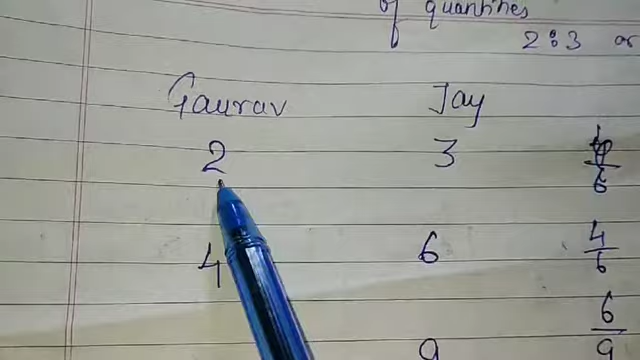 of quantities
2:3 or
Gaurav Jay
2 3
4 6 4/6
9 6/9